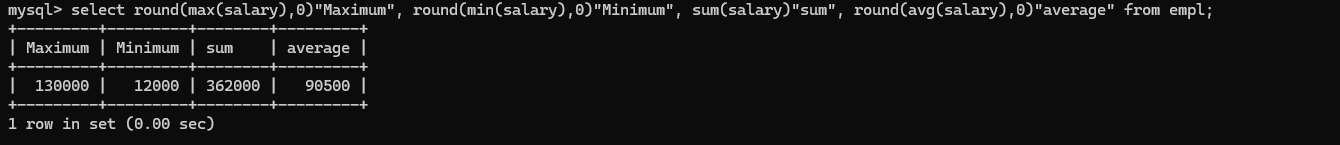 mysql> select round(max(salary),0)"Maximum", round(min(salary),0)"Minimum", sum(salary)"sum", round(avg(salary),0)"average" from empl;
+---------+---------+--------+---------+
| Maximum | Minimum | sum    | average |
+---------+---------+--------+---------+
|  130000 |   12000 | 362000 |   90500 |
+---------+---------+--------+---------+
1 row in set (0.00 sec)